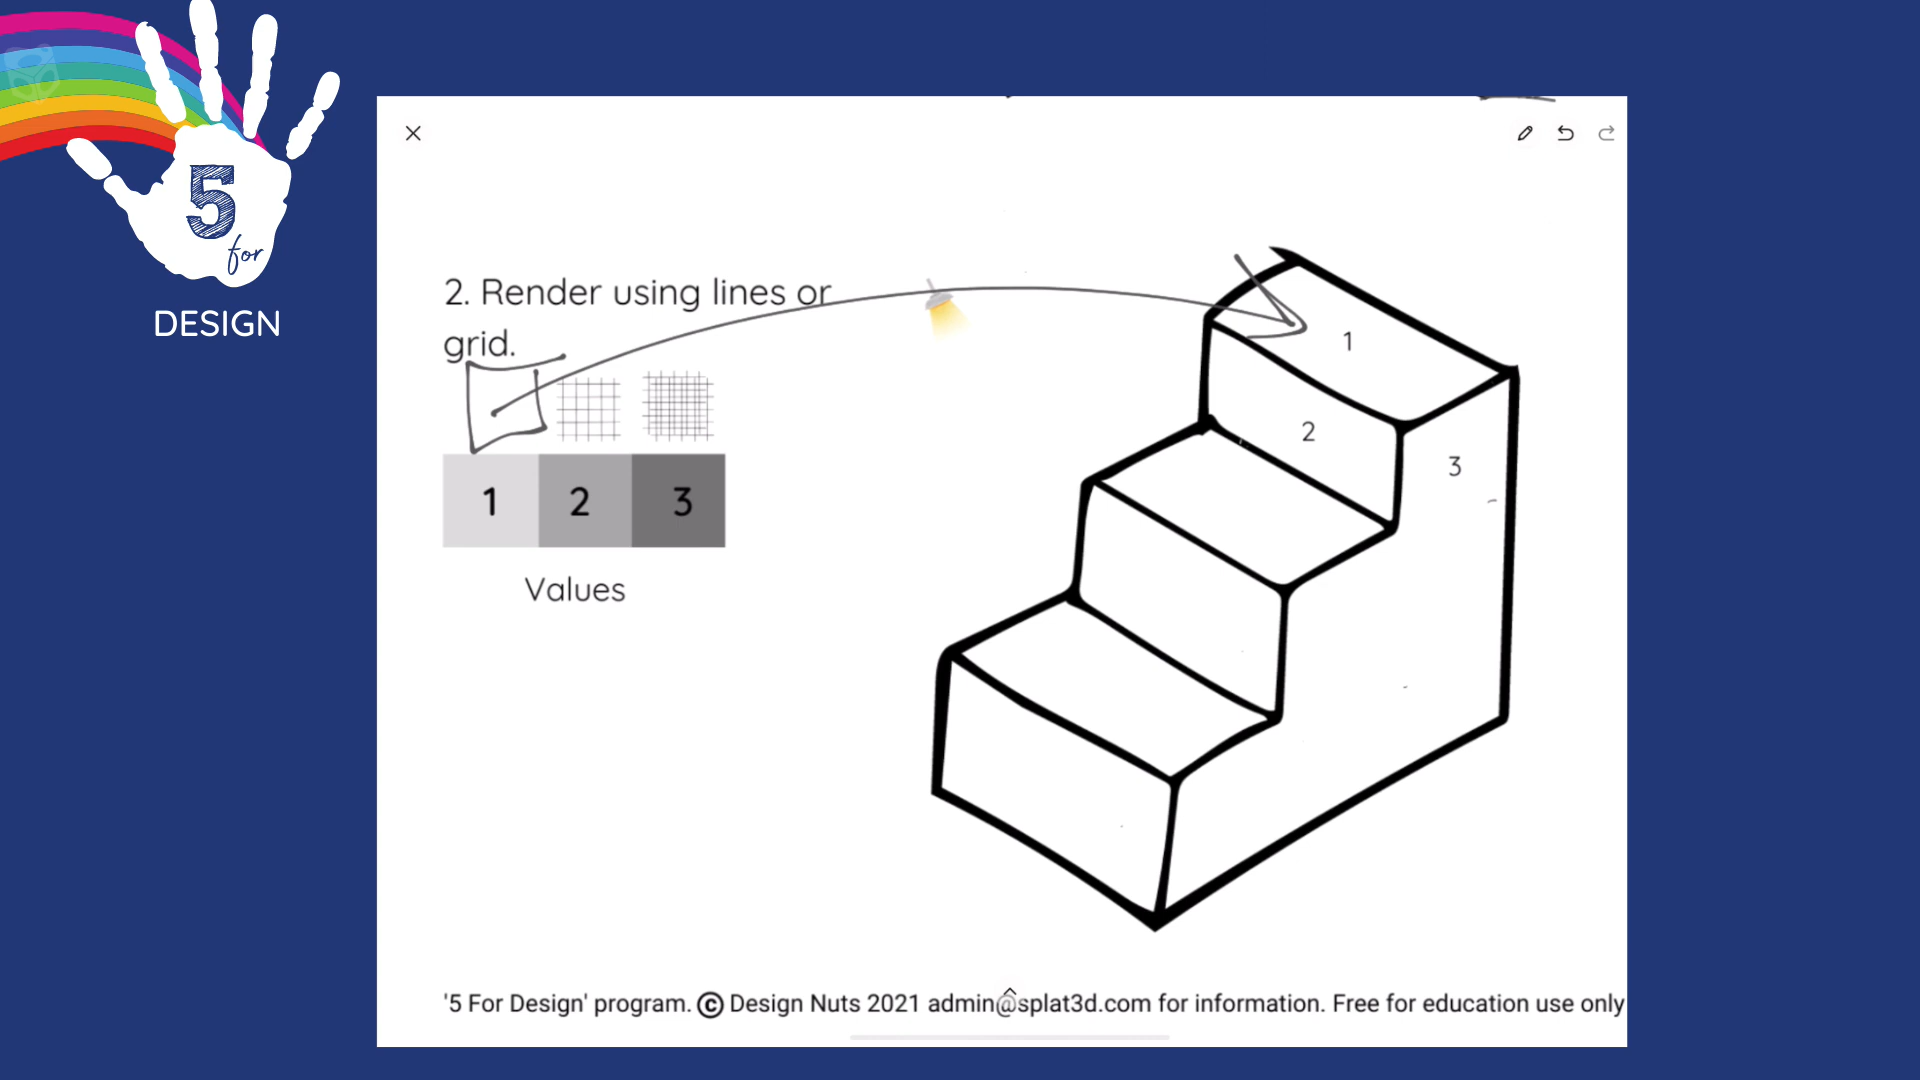 5
for
DESIGN
2. Render using lines or
grid.
1 2 3
Values
1
2
3
'5 For Design' program. © Design Nuts 2021 admin@splat3d.com for information. Free for education use only